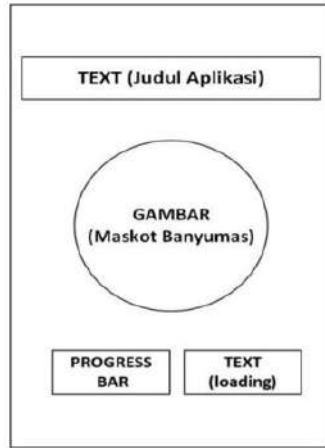 TEXT (Judul Aplikasi)
GAMBAR
(Maskot Banyumas)
PROGRESS
BAR
TEXT
(loading)